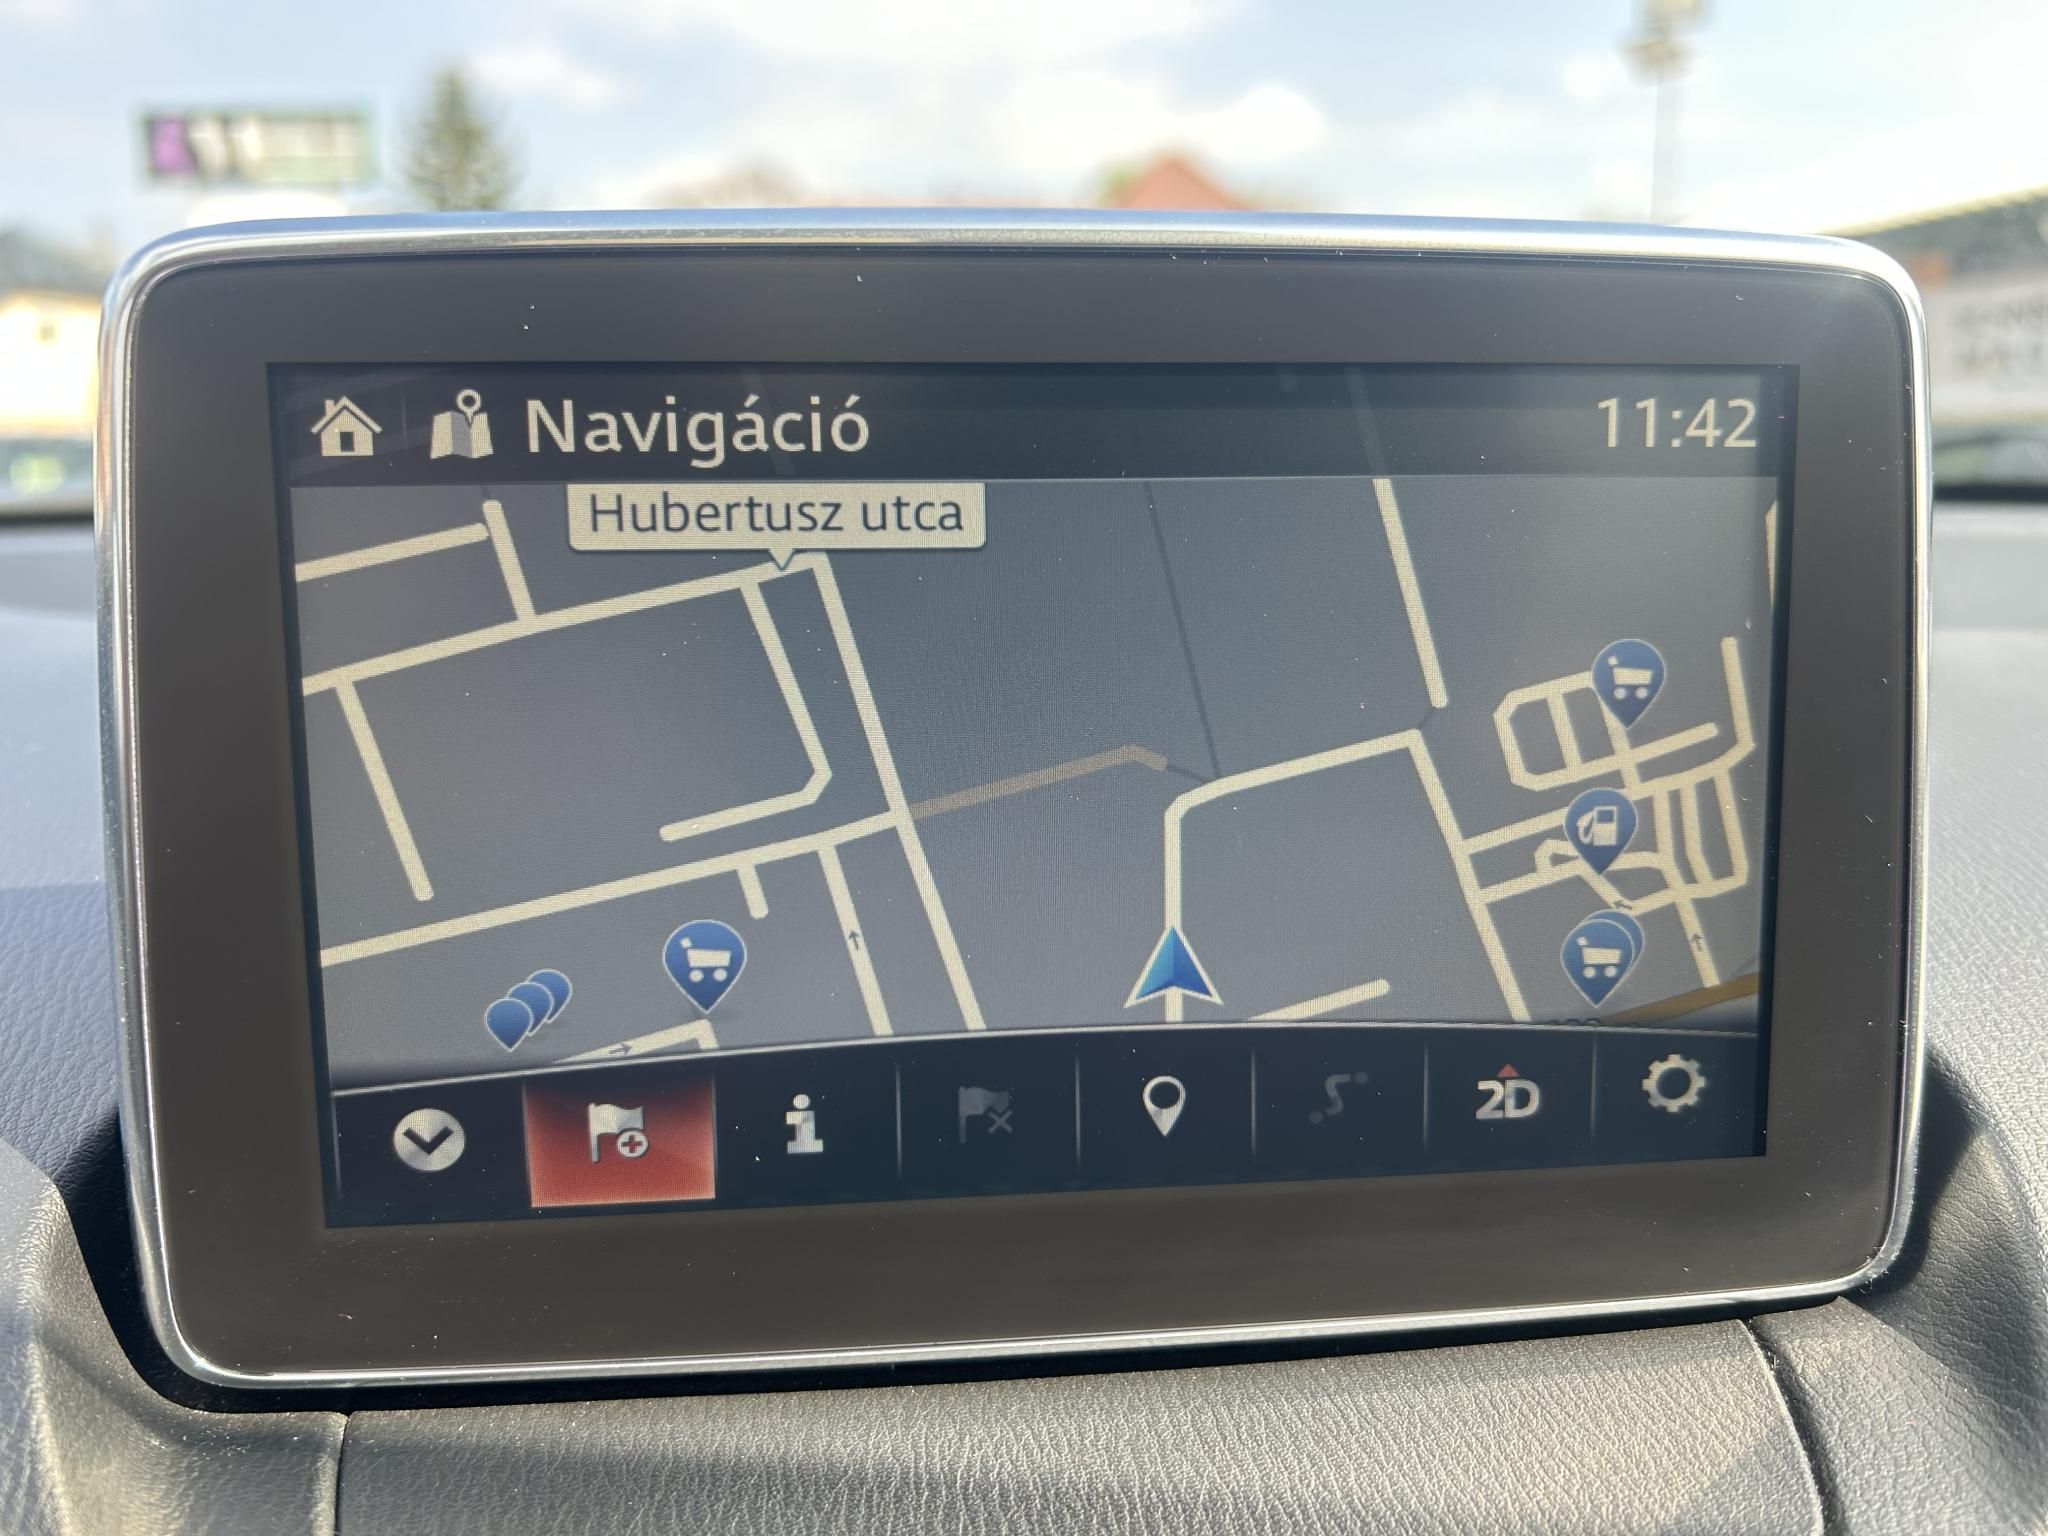 Navigáció
11:42
Hubertusz utca
2D